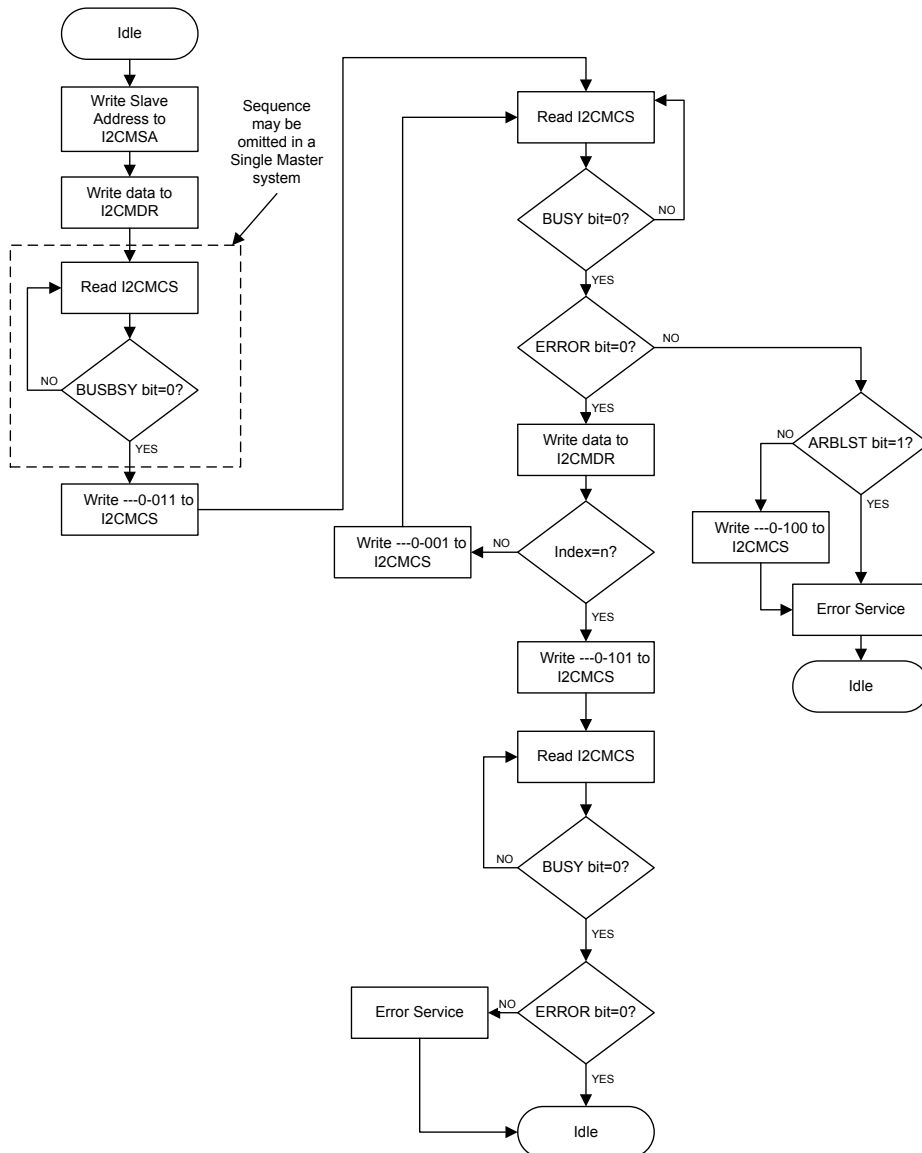 Idle
Write Slave
Address to
I2CMSA
Sequence
may be
omitted in a
Single Master
system
Write data to
I2CMDR
Read I2CMCS
NO
BUSBSY bit=0?
YES
Write ---0-011 to
I2CMCS
Read I2CMCS
BUSY bit=0?
NO
YES
ERROR bit=0?
NO
YES
Write data to
I2CMDR
ARBLST bit=1?
NO
YES
Write ---0-100 to
I2CMCS
Error Service
Idle
Index=n?
NO
Write ---0-001 to
I2CMCS
YES
Write ---0-101 to
I2CMCS
Read I2CMCS
BUSY bit=0?
NO
YES
ERROR bit=0?
NO
Error Service
YES
Idle